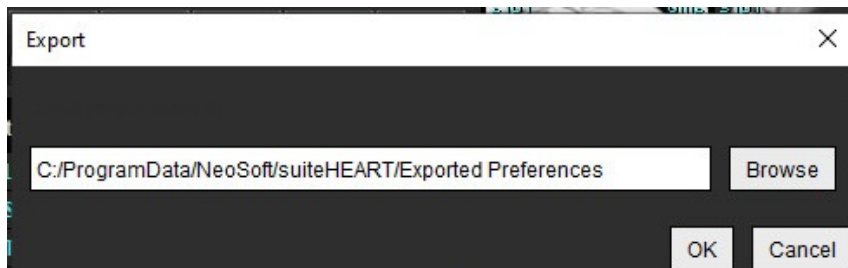 Export
C:/ProgramData/NeoSoft/suiteHEART/Exported Preferences
Browse
OK
Cancel